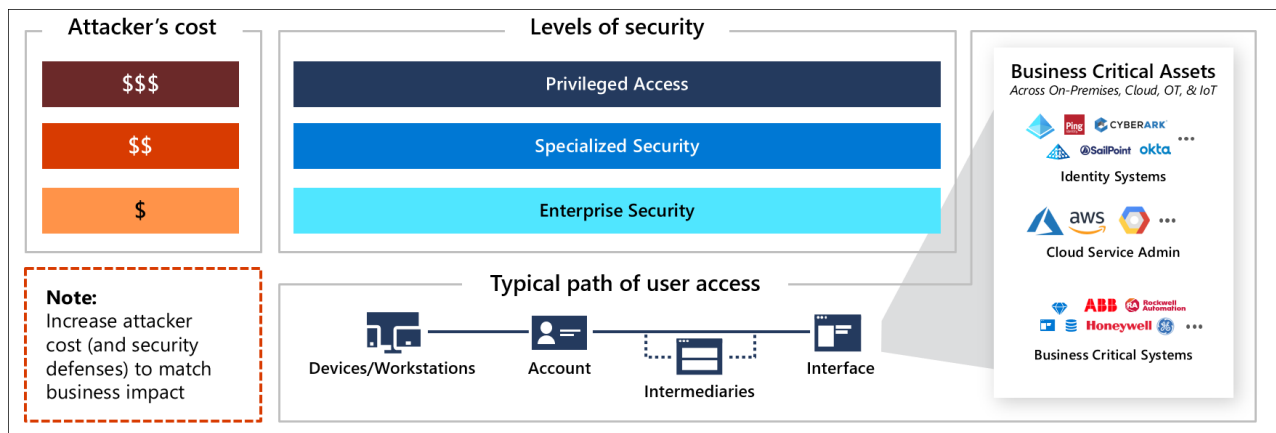 Attacker's cost
$$$
$$
$
Levels of security
Privileged Access
Specialized Security
Enterprise Security
Business Critical Assets
Across On-Premises, Cloud, OT, & IoT
Ping
CYBERARK
SailPoint
okta
Identity Systems
aws
Cloud Service Admin
ABB
RA
Rockwell
Automation
Honeywell
Business Critical Systems
Note:
Increase attacker
cost (and security
defenses) to match
business impact
Typical path of user access
Devices/Workstations
Account
Intermediaries
Interface